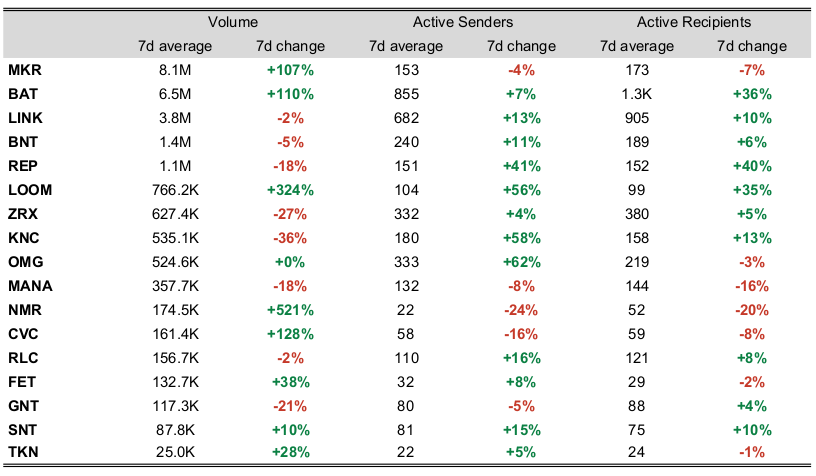 Volume Active Senders Active Recipients
7d average 7d change 7d average 7d change 7d average 7d change
MKR 8.1M +107% 153 -4% 173 -7%
BAT 6.5M +110% 855 +7% 1.3K +36%
LINK 3.8M -2% 682 +13% 905 +10%
BNT 1.4M -5% 240 +11% 189 +6%
REP 1.1M -18% 151 +41% 152 +40%
LOOM 766.2K +324% 104 +56% 99 +35%
ZRX 627.4K -27% 332 +4% 380 +5%
KNC 535.1K -36% 180 +58% 158 +13%
OMG 524.6K +0% 333 +62% 219 -3%
MANA 357.7K -18% 132 -8% 144 -16%
NMR 174.5K +521% 22 -24% 52 -20%
CVC 161.4K +128% 58 -16% 59 -8%
RLC 156.7K -2% 110 +16% 121 +8%
FET 132.7K +38% 32 +8% 29 -2%
GNT 117.3K -21% 80 -5% 88 +4%
SNT 87.8K +10% 81 +15% 75 +10%
TKN 25.0K +28% 22 +5% 24 -1%